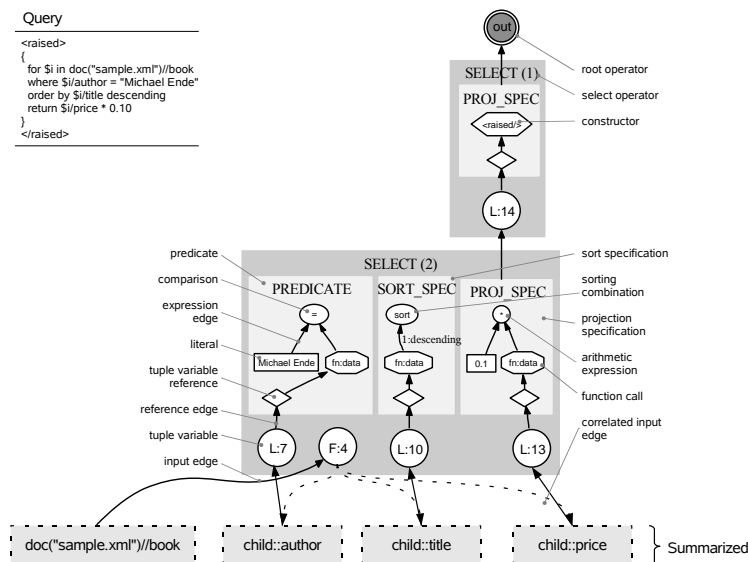 Query
<raised>
{
for $i in doc("sample.xml")//book
where $i/author = "Michael Ende"
order by $i/title descending
return $i/price * 0.10
}
</raised>
out
root operator
SELECT (1)
select operator
PROJ_SPEC
<raised/>
constructor
L:14
predicate
sort specification
SELECT (2)
comparison
sorting
combination
PREDICATE
SORT_SPEC
PROJ_SPEC
expression
edge
=
sort
*
projection
specification
literal
1:descending
arithmetic
expression
Michael Ende
fn:data
fn:data
0.1
fn:data
tuple variable
reference
function call
reference edge
correlated input
edge
tuple variable
L:7
F:4
L:10
L:13
input edge
doc("sample.xml")//book
child::author
child::title
child::price
Summarized